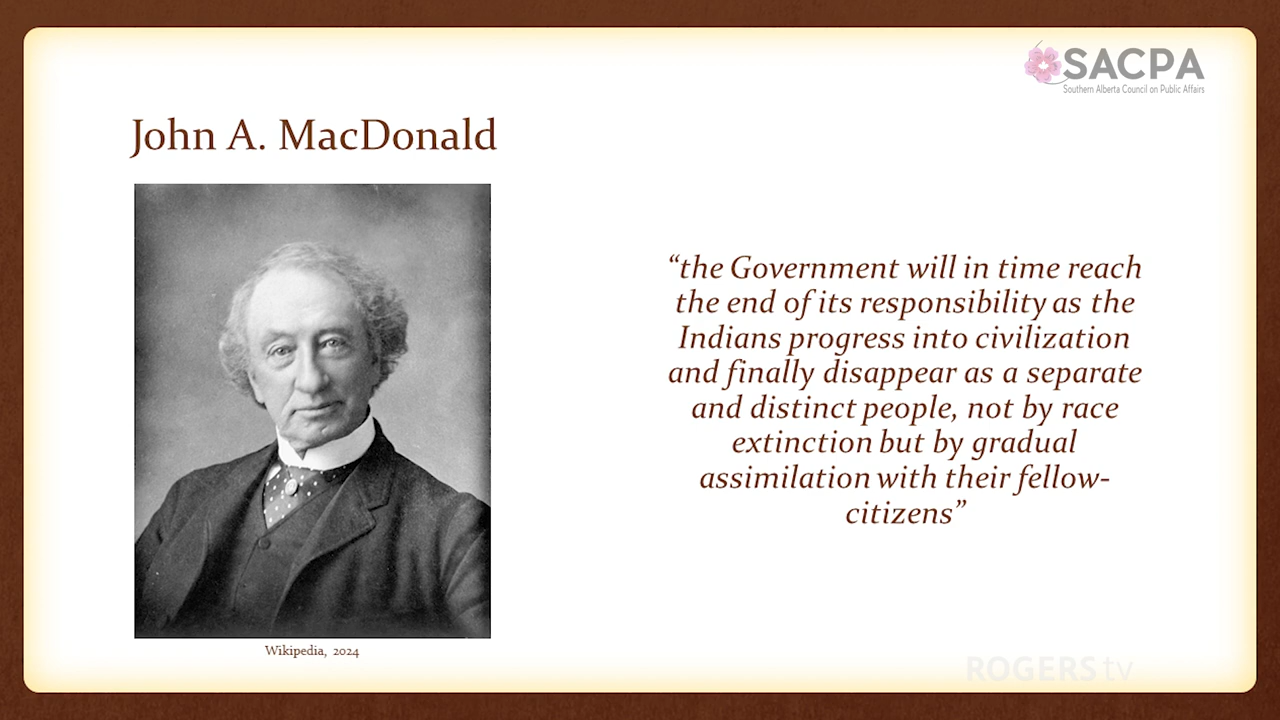 SACPA
Southern Alberta Council on Public Affairs
John A. MacDonald
“the Government will in time reach
the end of its responsibility as the
Indians progress into civilization
and finally disappear as a separate
and distinct people, not by race
extinction but by gradual
assimilation with their fellow-
citizens”
Wikipedia, 2024
ROGERS tv